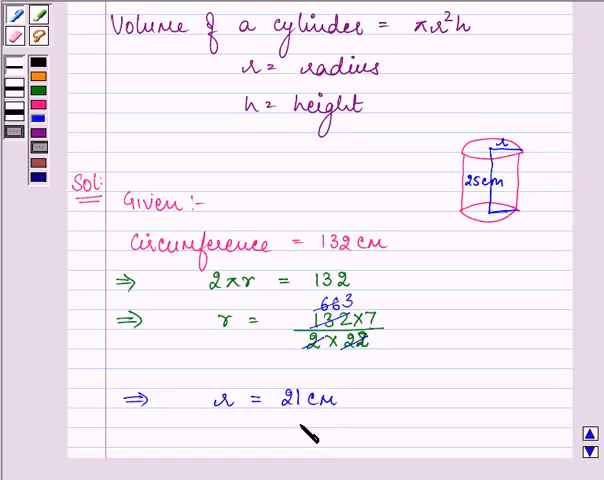 Volume of a cylinder = πr²h
r = radius
h = height
r
25cm
Sol:
Given :-
Circumference = 132 cm
⇒ 2πr = 132
66 3
⇒ r = 132 × 7
2 × 22
⇒ r = 21 cm